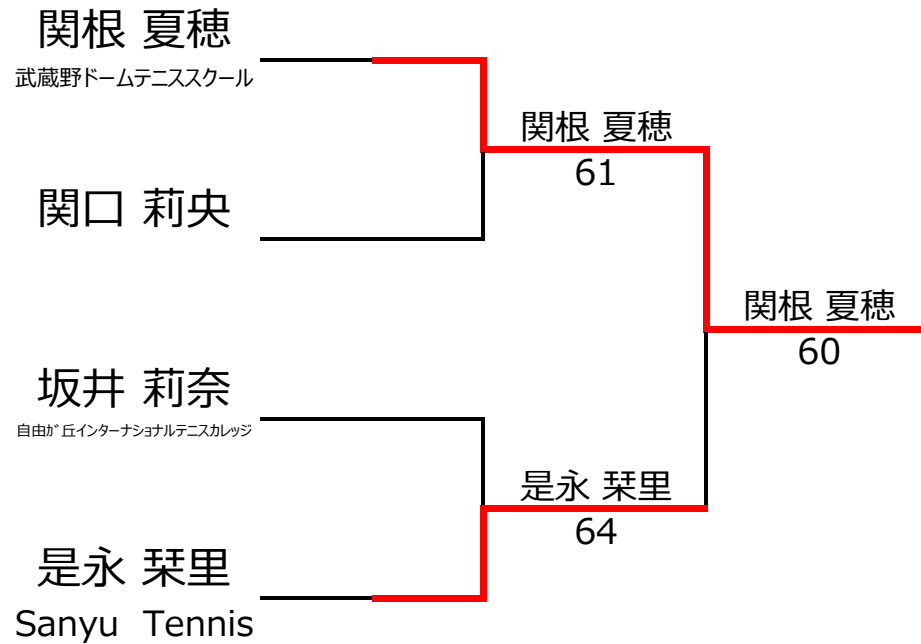 関根 夏穂
武蔵野ドームテニススクール
関根 夏穂
61
関口 莉央
関根 夏穂
60
坂井 莉奈
自由が丘インターナショナルテニスカレッジ
是永 栞里
64
是永 栞里
Sanyu Tennis